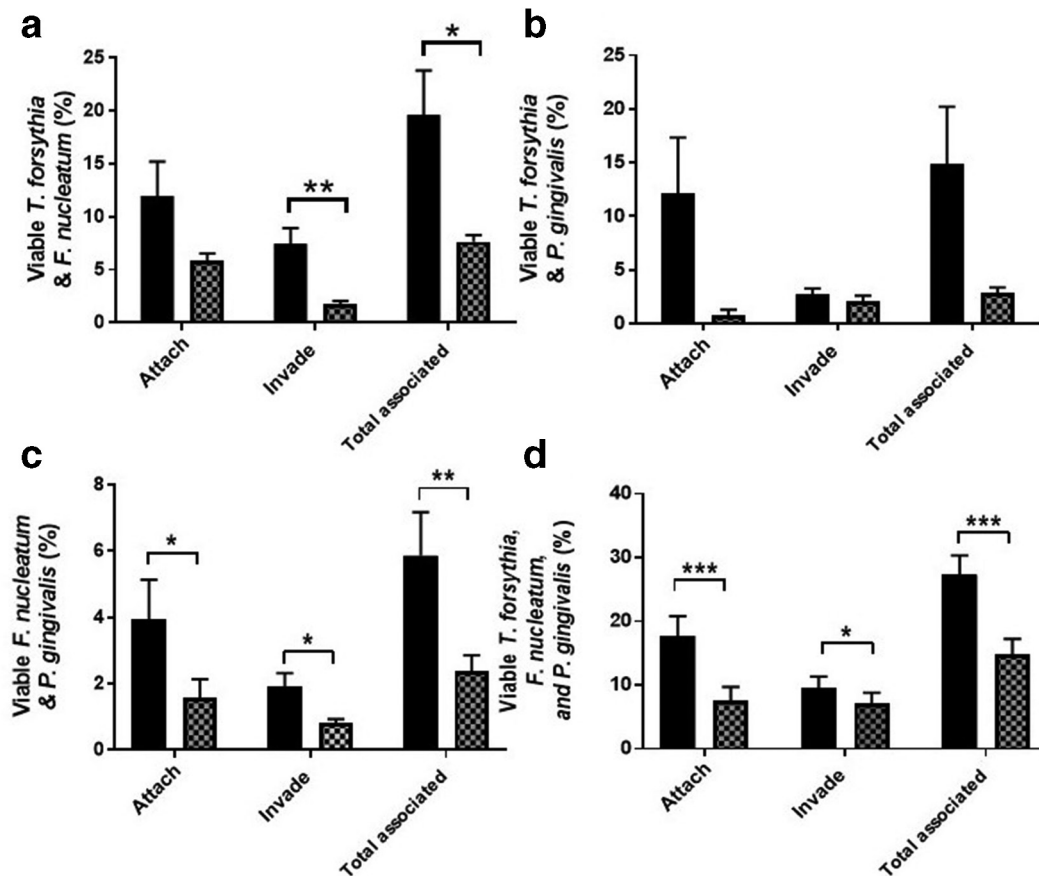 a
Viable T. forsythia
& F. nucleatum (%)
25
20
15
10
5
0
**
*
Attach
Invade
Total associated
b
Viable T. forsythia
& P. gingivalis (%)
25
20
15
10
5
0
Attach
Invade
Total associated
c
Viable F. nucleatum
& P. gingivalis (%)
8
6
4
2
0
*
*
**
Attach
Invade
Total associated
d
Viable T. forsythia,
F. nucleatum,
and P. gingivalis (%)
40
30
20
10
0
***
*
***
Attach
Invade
Total associated